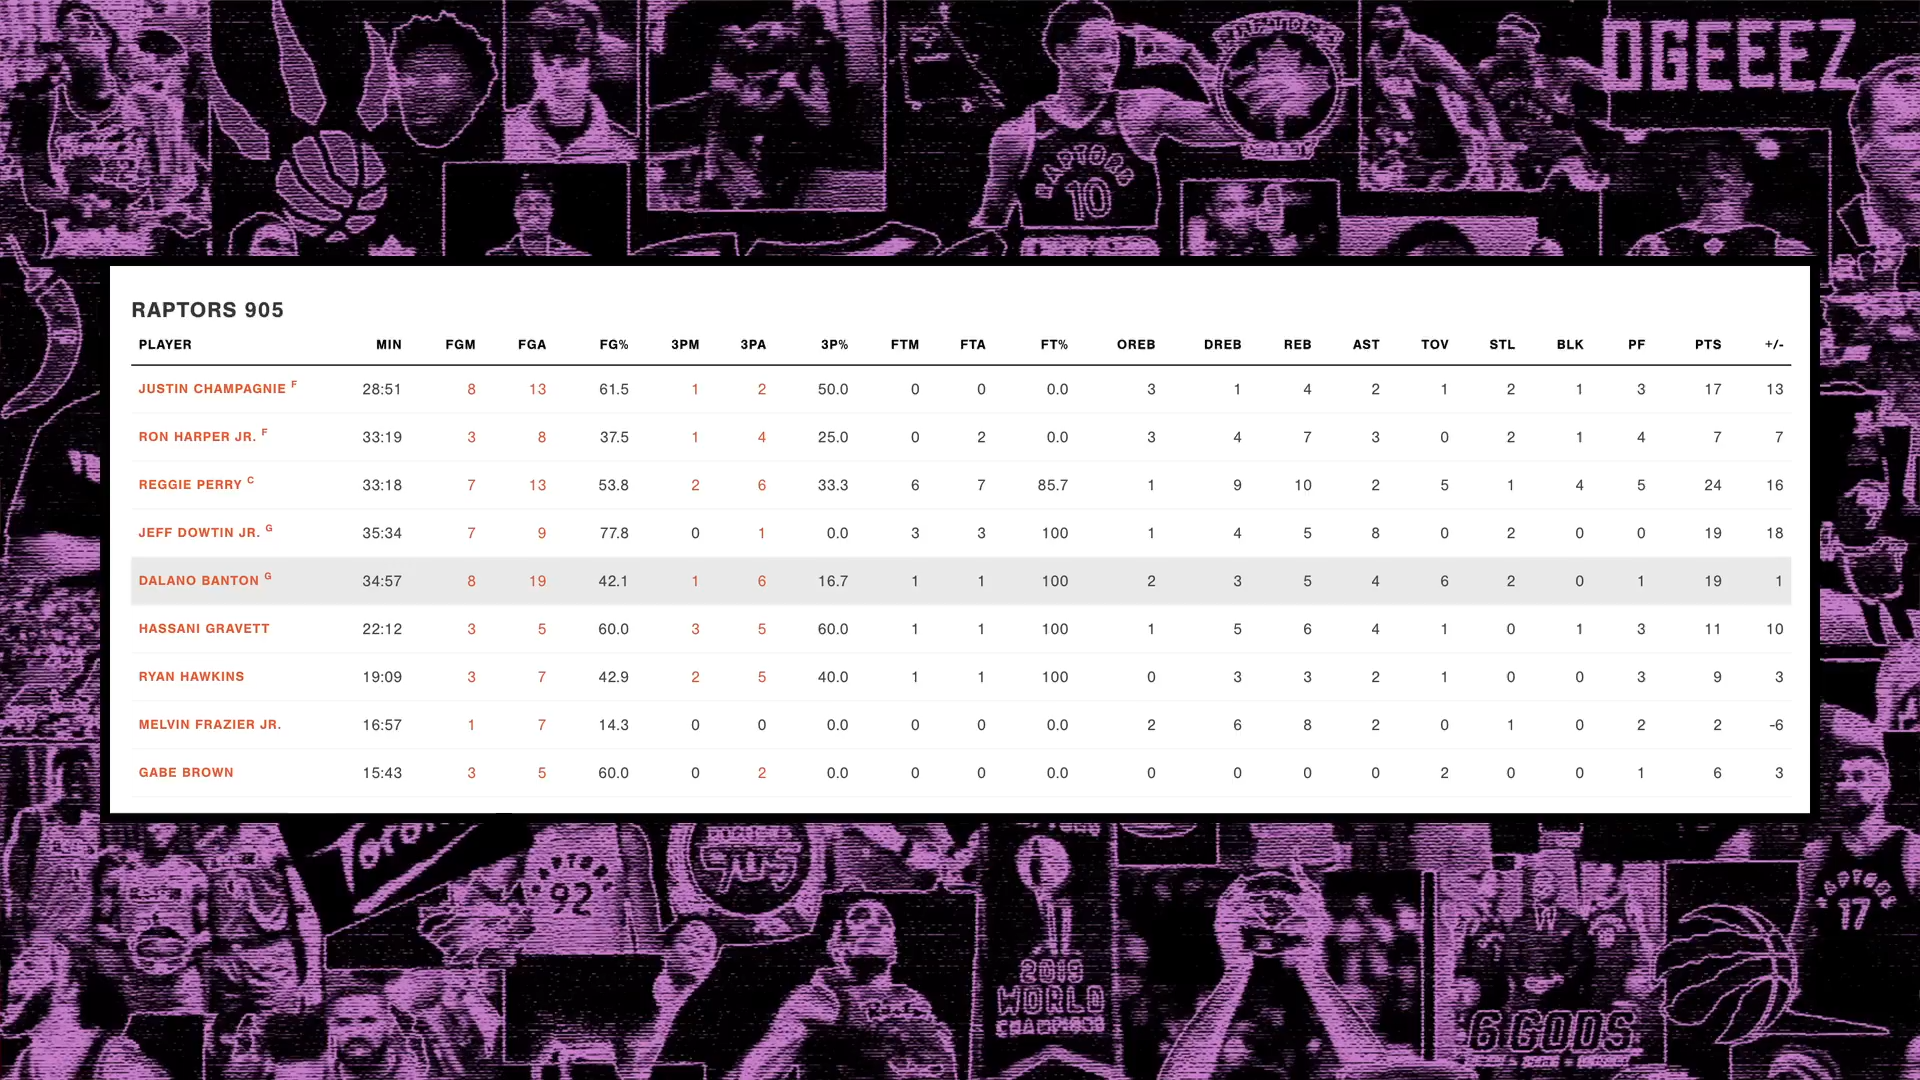 OGEEEZ
RAPTORS
10
RAPTORS 905
PLAYER MIN FGM FGA FG% 3PM 3PA 3P% FTM FTA FT% OREB DREB REB AST TOV STL BLK PF PTS +/-
JUSTIN CHAMPAGNIE F 28:51 8 13 61.5 1 2 50.0 0 0 0.0 3 1 4 2 1 2 1 3 17 13
RON HARPER JR. F 33:19 3 8 37.5 1 4 25.0 0 2 0.0 3 4 7 3 0 2 1 4 7 7
REGGIE PERRY C 33:18 7 13 53.8 2 6 33.3 6 7 85.7 1 9 10 2 5 1 4 5 24 16
JEFF DOWTIN JR. G 35:34 7 9 77.8 0 1 0.0 3 3 100 1 4 5 8 0 2 0 0 19 18
DALANO BANTON G 34:57 8 19 42.1 1 6 16.7 1 1 100 2 3 5 4 6 2 0 1 19 1
HASSANI GRAVETT 22:12 3 5 60.0 3 5 60.0 1 1 100 1 5 6 4 1 0 1 3 11 10
RYAN HAWKINS 19:09 3 7 42.9 2 5 40.0 1 1 100 0 3 3 2 1 0 0 3 9 3
MELVIN FRAZIER JR. 16:57 1 7 14.3 0 0 0.0 0 0 0.0 2 6 8 2 0 1 0 2 2 -6
GABE BROWN 15:43 3 5 60.0 0 2 0.0 0 0 0.0 0 0 0 0 2 0 0 1 6 3
92
905
17
2019
WORLD
CHAMPIONS
6GODS